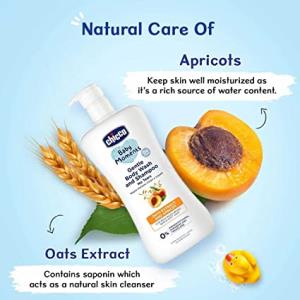 Natural Care Of
Apricots
Keep skin well moisturized as
it's a rich source of water content.
chicco
Baby
Moments
Gentle
Body Wash
and Shampoo
0%
Oats Extract
Contains saponin which
acts as a natural skin cleanser